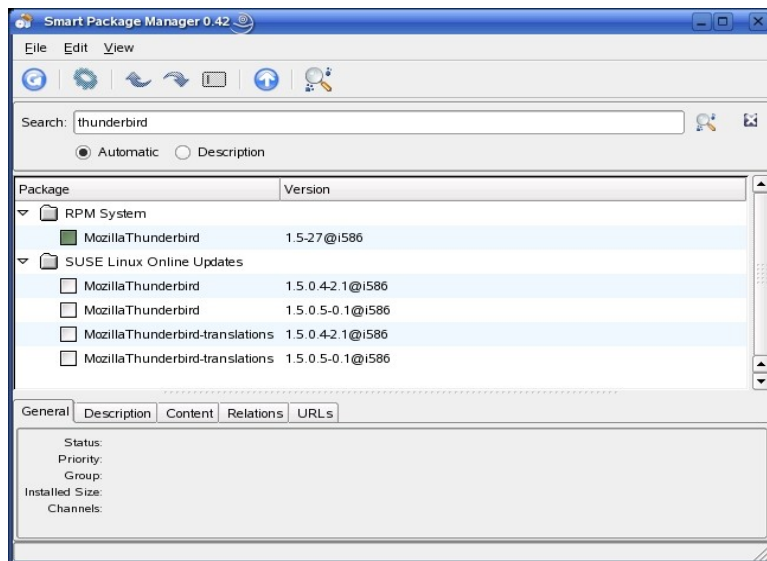 Smart Package Manager 0.42
File Edit View
Search: thunderbird
Automatic Description
Package Version
RPM System
MozillaThunderbird 1.5-27@i586
SUSE Linux Online Updates
MozillaThunderbird 1.5.0.4-2.1@i586
MozillaThunderbird 1.5.0.5-0.1@i586
MozillaThunderbird-translations 1.5.0.4-2.1@i586
MozillaThunderbird-translations 1.5.0.5-0.1@i586
General Description Content Relations URLs
Status:
Priority:
Group:
Installed Size:
Channels: